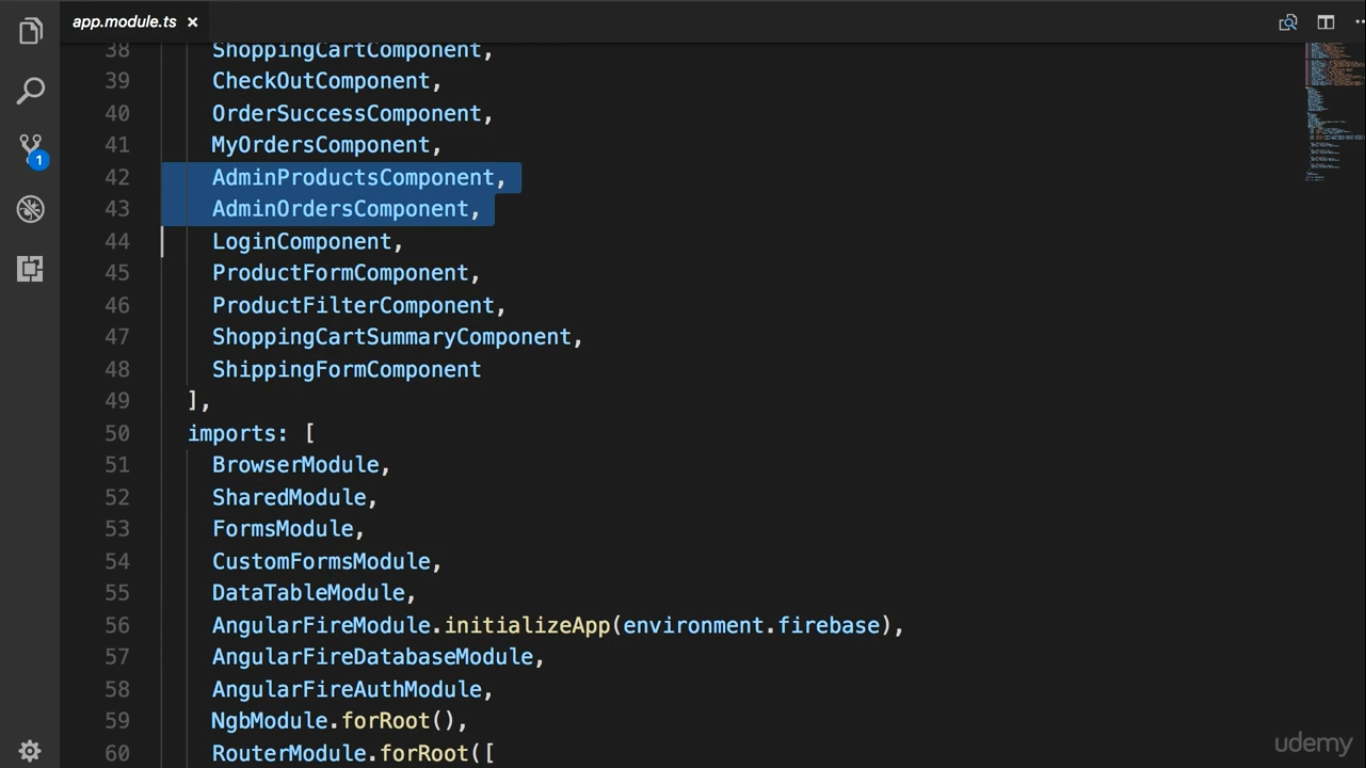 app.module.ts ×
38 ShoppingCartComponent,
39 CheckOutComponent,
40 OrderSuccessComponent,
41 MyOrdersComponent,
42 AdminProductsComponent,
43 AdminOrdersComponent,
44 LoginComponent,
45 ProductFormComponent,
46 ProductFilterComponent,
47 ShoppingCartSummaryComponent,
48 ShippingFormComponent
49 ],
50 imports: [
51 BrowserModule,
52 SharedModule,
53 FormsModule,
54 CustomFormsModule,
55 DataTableModule,
56 AngularFireModule.initializeApp(environment.firebase),
57 AngularFireDatabaseModule,
58 AngularFireAuthModule,
59 NgbModule.forRoot(),
60 RouterModule.forRoot([
1
udemy